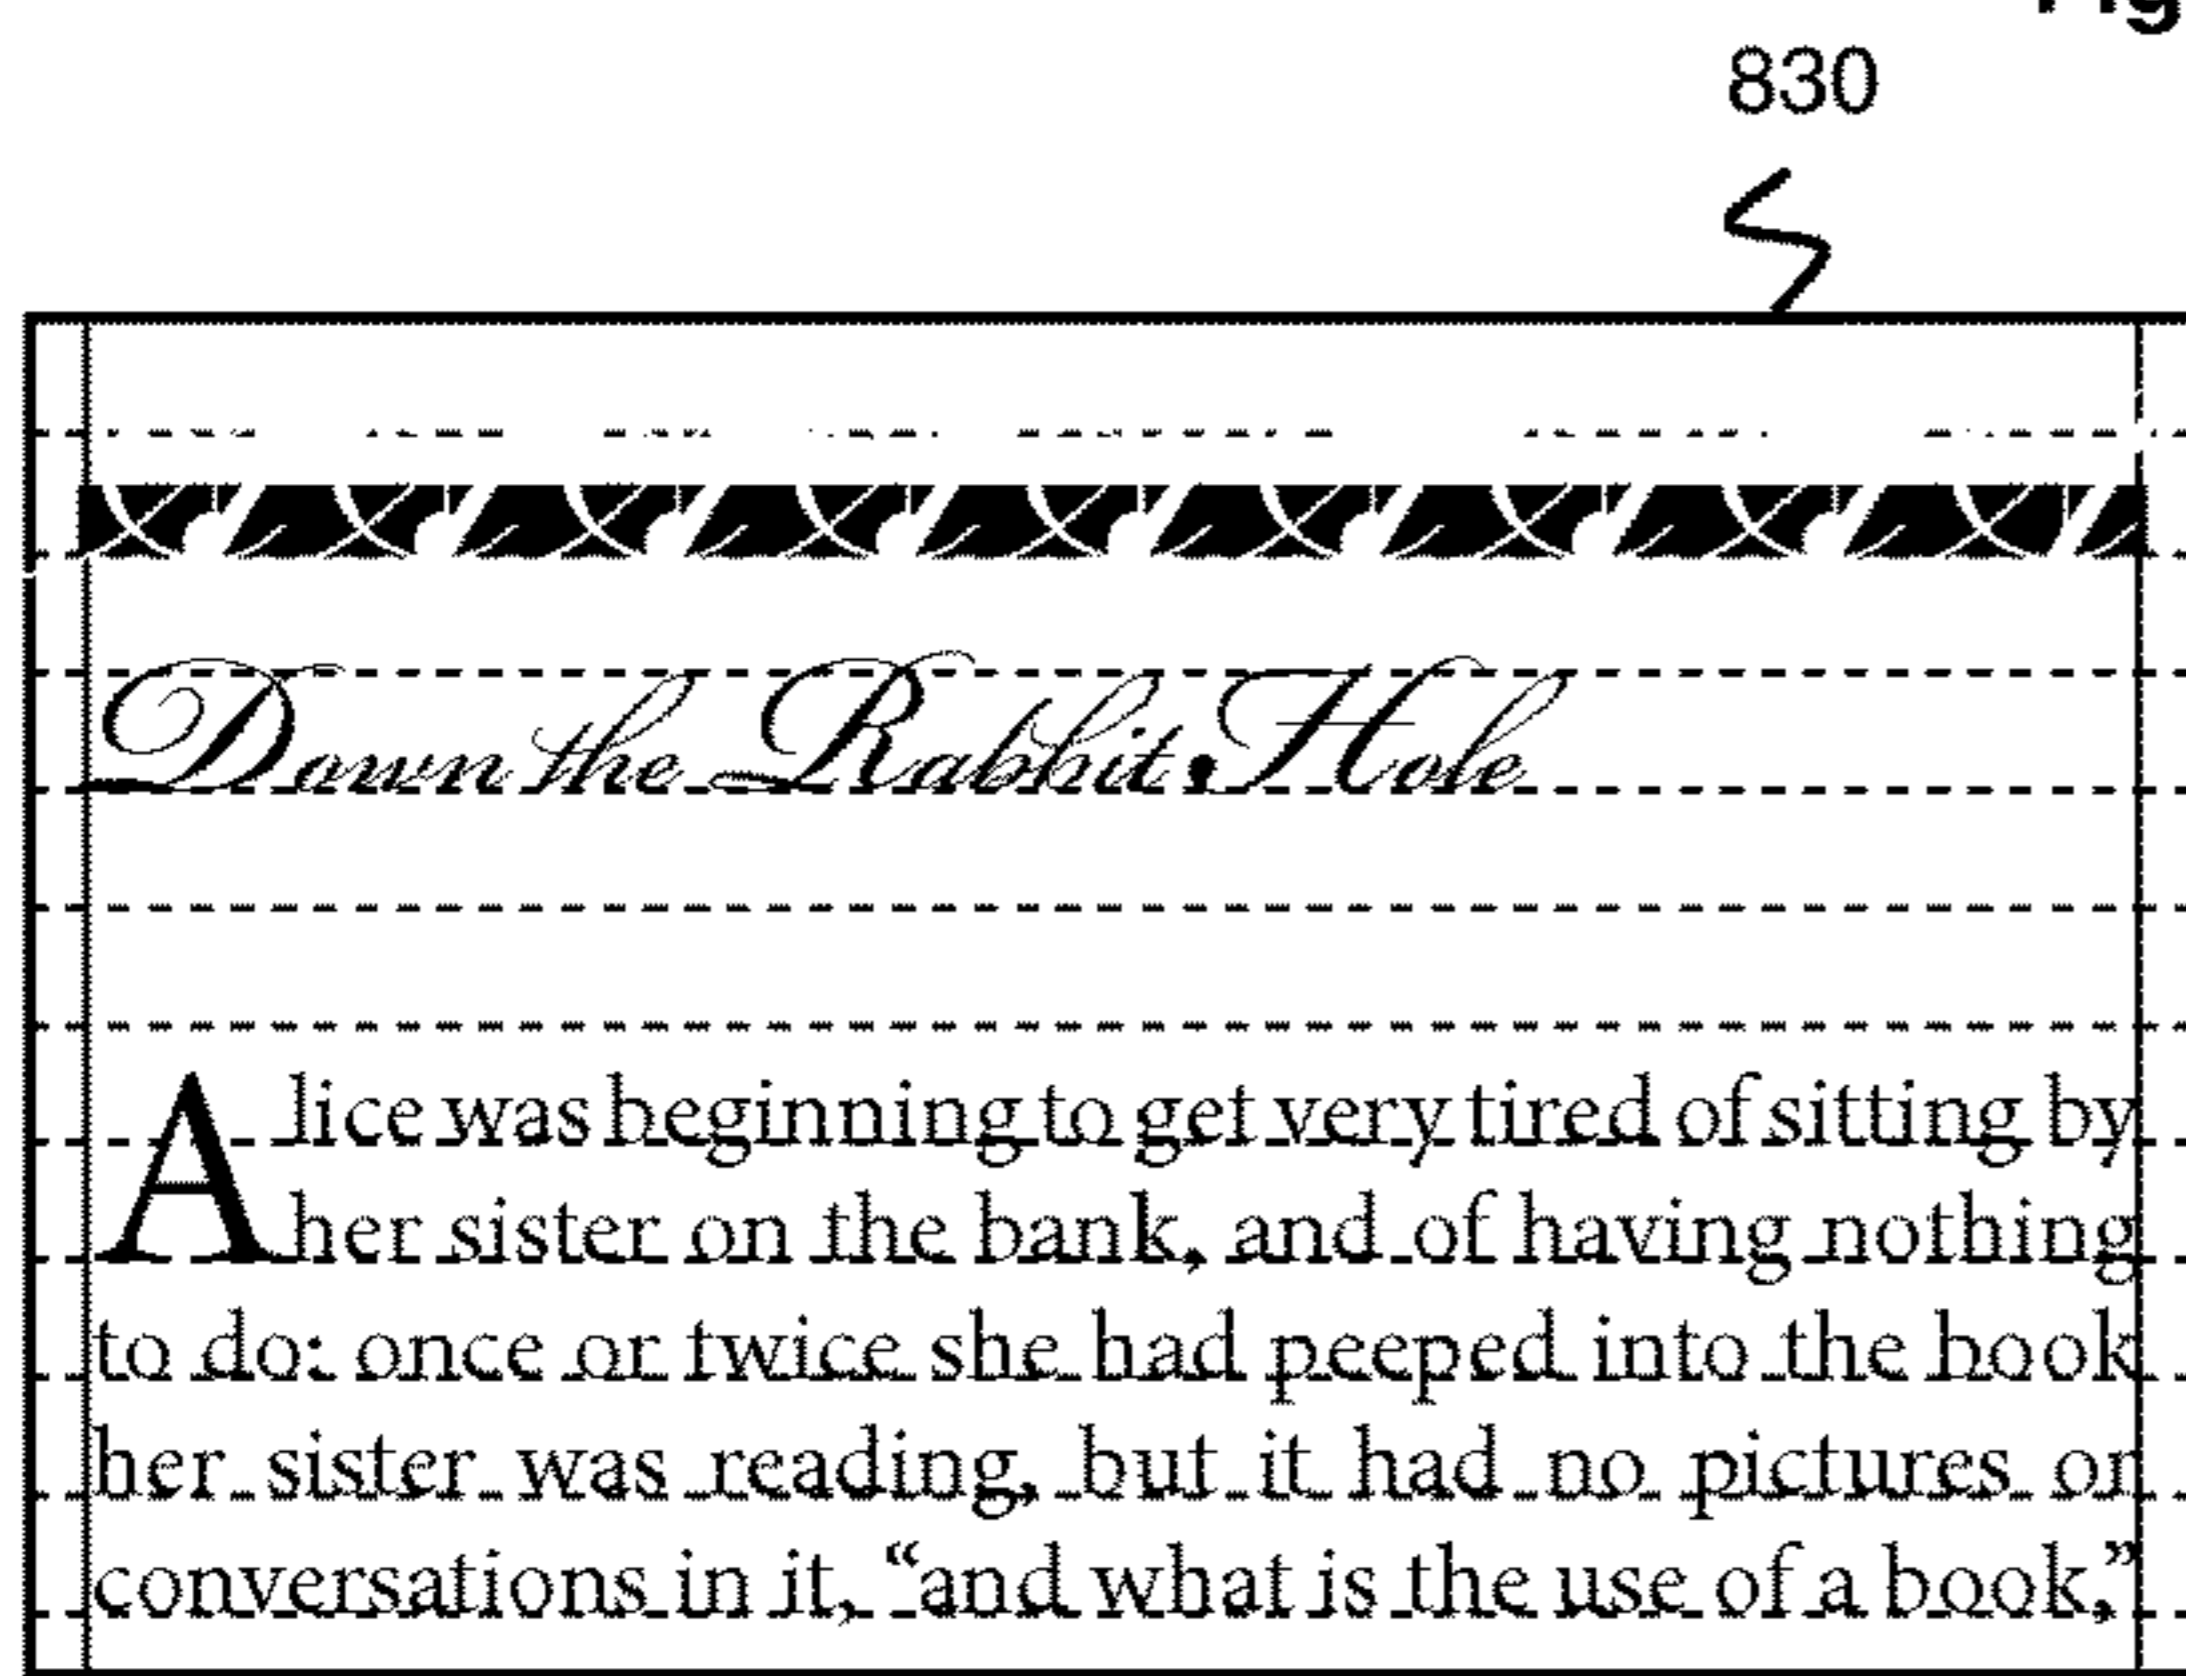 Fig
830
Down the Rabbit Hole
Alice was beginning to get very tired of sitting by
her sister on the bank, and of having nothing
to do: once or twice she had peeped into the book
her sister was reading, but it had no pictures or
conversations in it, “and what is the use of a book,”